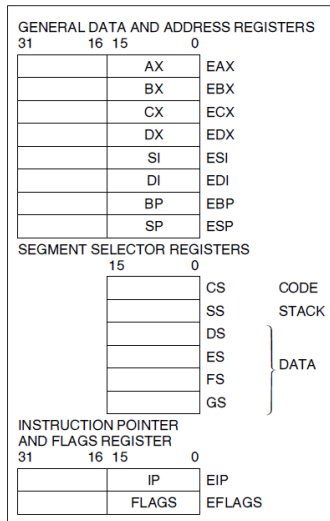 GENERAL DATA AND ADDRESS REGISTERS
31 16 15 0
AX EAX
BX EBX
CX ECX
DX EDX
SI ESI
DI EDI
BP EBP
SP ESP
SEGMENT SELECTOR REGISTERS
15 0
CS CODE
SS STACK
DS
ES
DATA
FS
GS
INSTRUCTION POINTER
AND FLAGS REGISTER
31 16 15 0
IP EIP
FLAGS EFLAGS